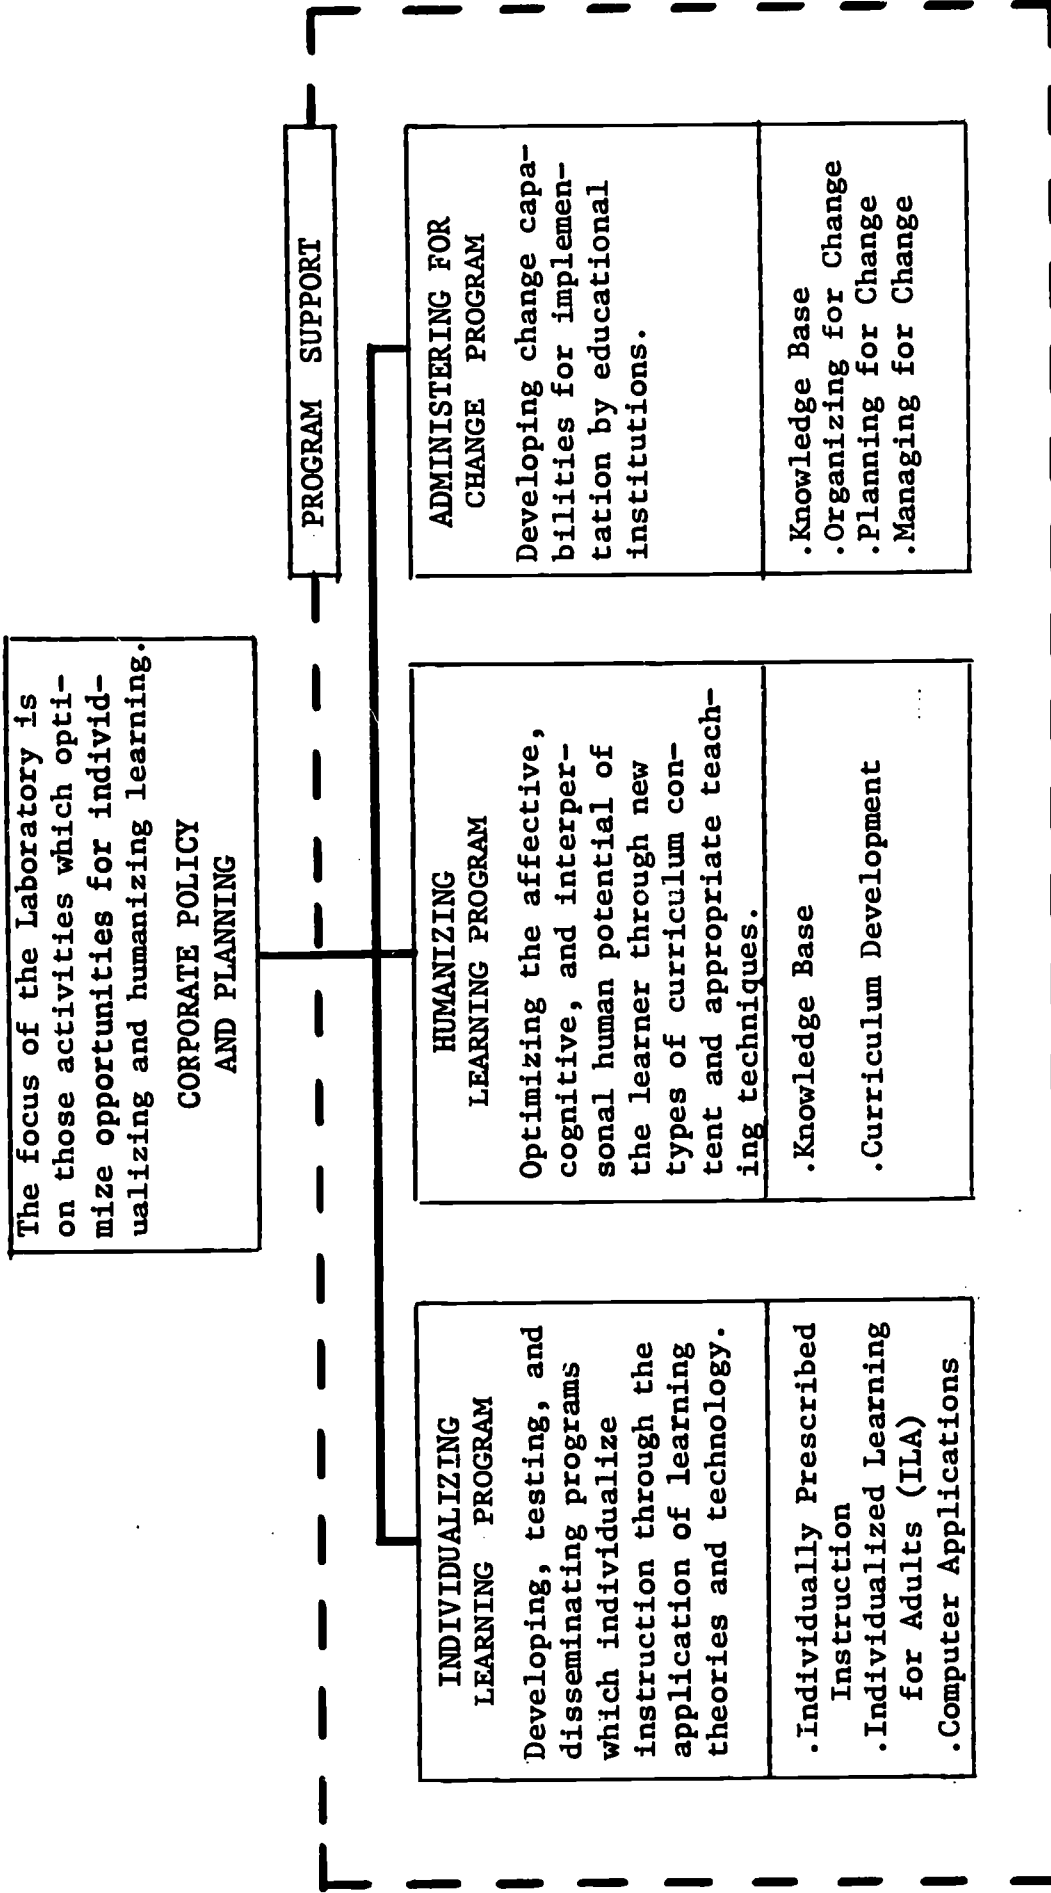 The focus of the Laboratory is
on those activities which opti-
mize opportunities for individ-
ualizing and humanizing learning.
CORPORATE POLICY
AND PLANNING
PROGRAM SUPPORT
INDIVIDUALIZING
LEARNING PROGRAM
Developing, testing, and
disseminating programs
which individualize
instruction through the
application of learning
theories and technology.
.Individually Prescribed
Instruction
.Individualized Learning
for Adults (ILA)
.Computer Applications
HUMANIZING
LEARNING PROGRAM
Optimizing the affective,
cognitive, and interper-
sonal human potential of
the learner through new
types of curriculum con-
tent and appropriate teach-
ing techniques.
.Knowledge Base
.Curriculum Development
ADMINISTERING FOR
CHANGE PROGRAM
Developing change capa-
bilities for implemen-
tation by educational
institutions.
.Knowledge Base
.Organizing for Change
.Planning for Change
.Managing for Change